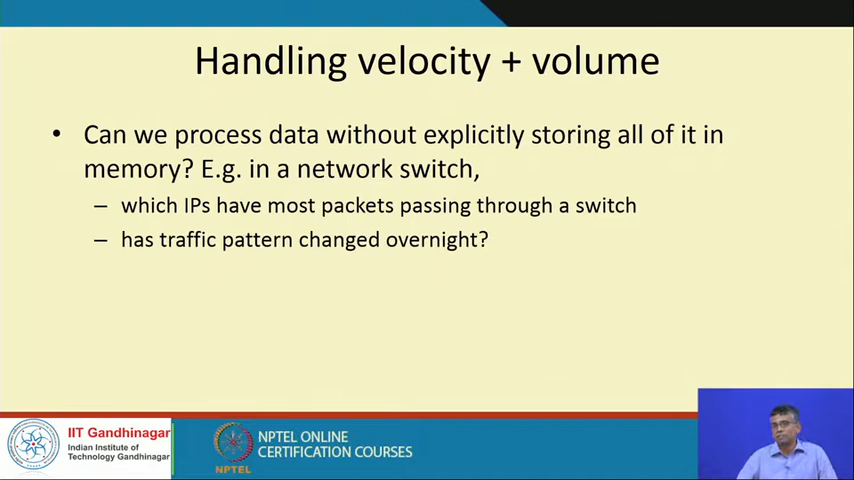 Handling velocity + volume
• Can we process data without explicitly storing all of it in
memory? E.g. in a network switch,
– which IPs have most packets passing through a switch
– has traffic pattern changed overnight?
IIT Gandhinagar
Indian Institute of
Technology Gandhinagar
NPTEL
NPTEL ONLINE
CERTIFICATION COURSES